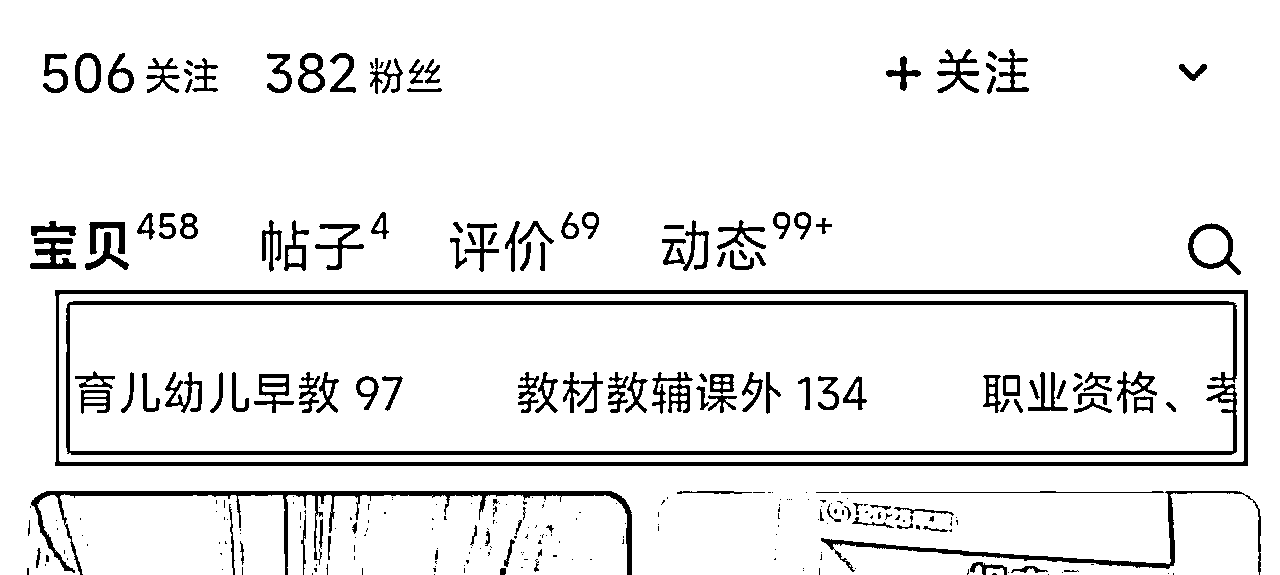 506 关注 382 粉丝 + 关注
宝贝 458 帖子 4 评价 69 动态 99+
育儿幼儿早教 97 教材教辅课外 134 职业资格、考